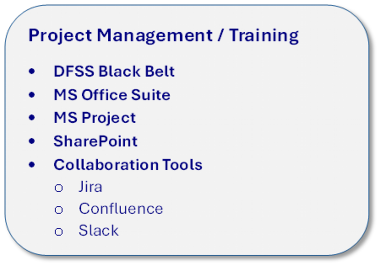 Project Management / Training
• DFSS Black Belt
• MS Office Suite
• MS Project
• SharePoint
• Collaboration Tools
o Jira
o Confluence
o Slack